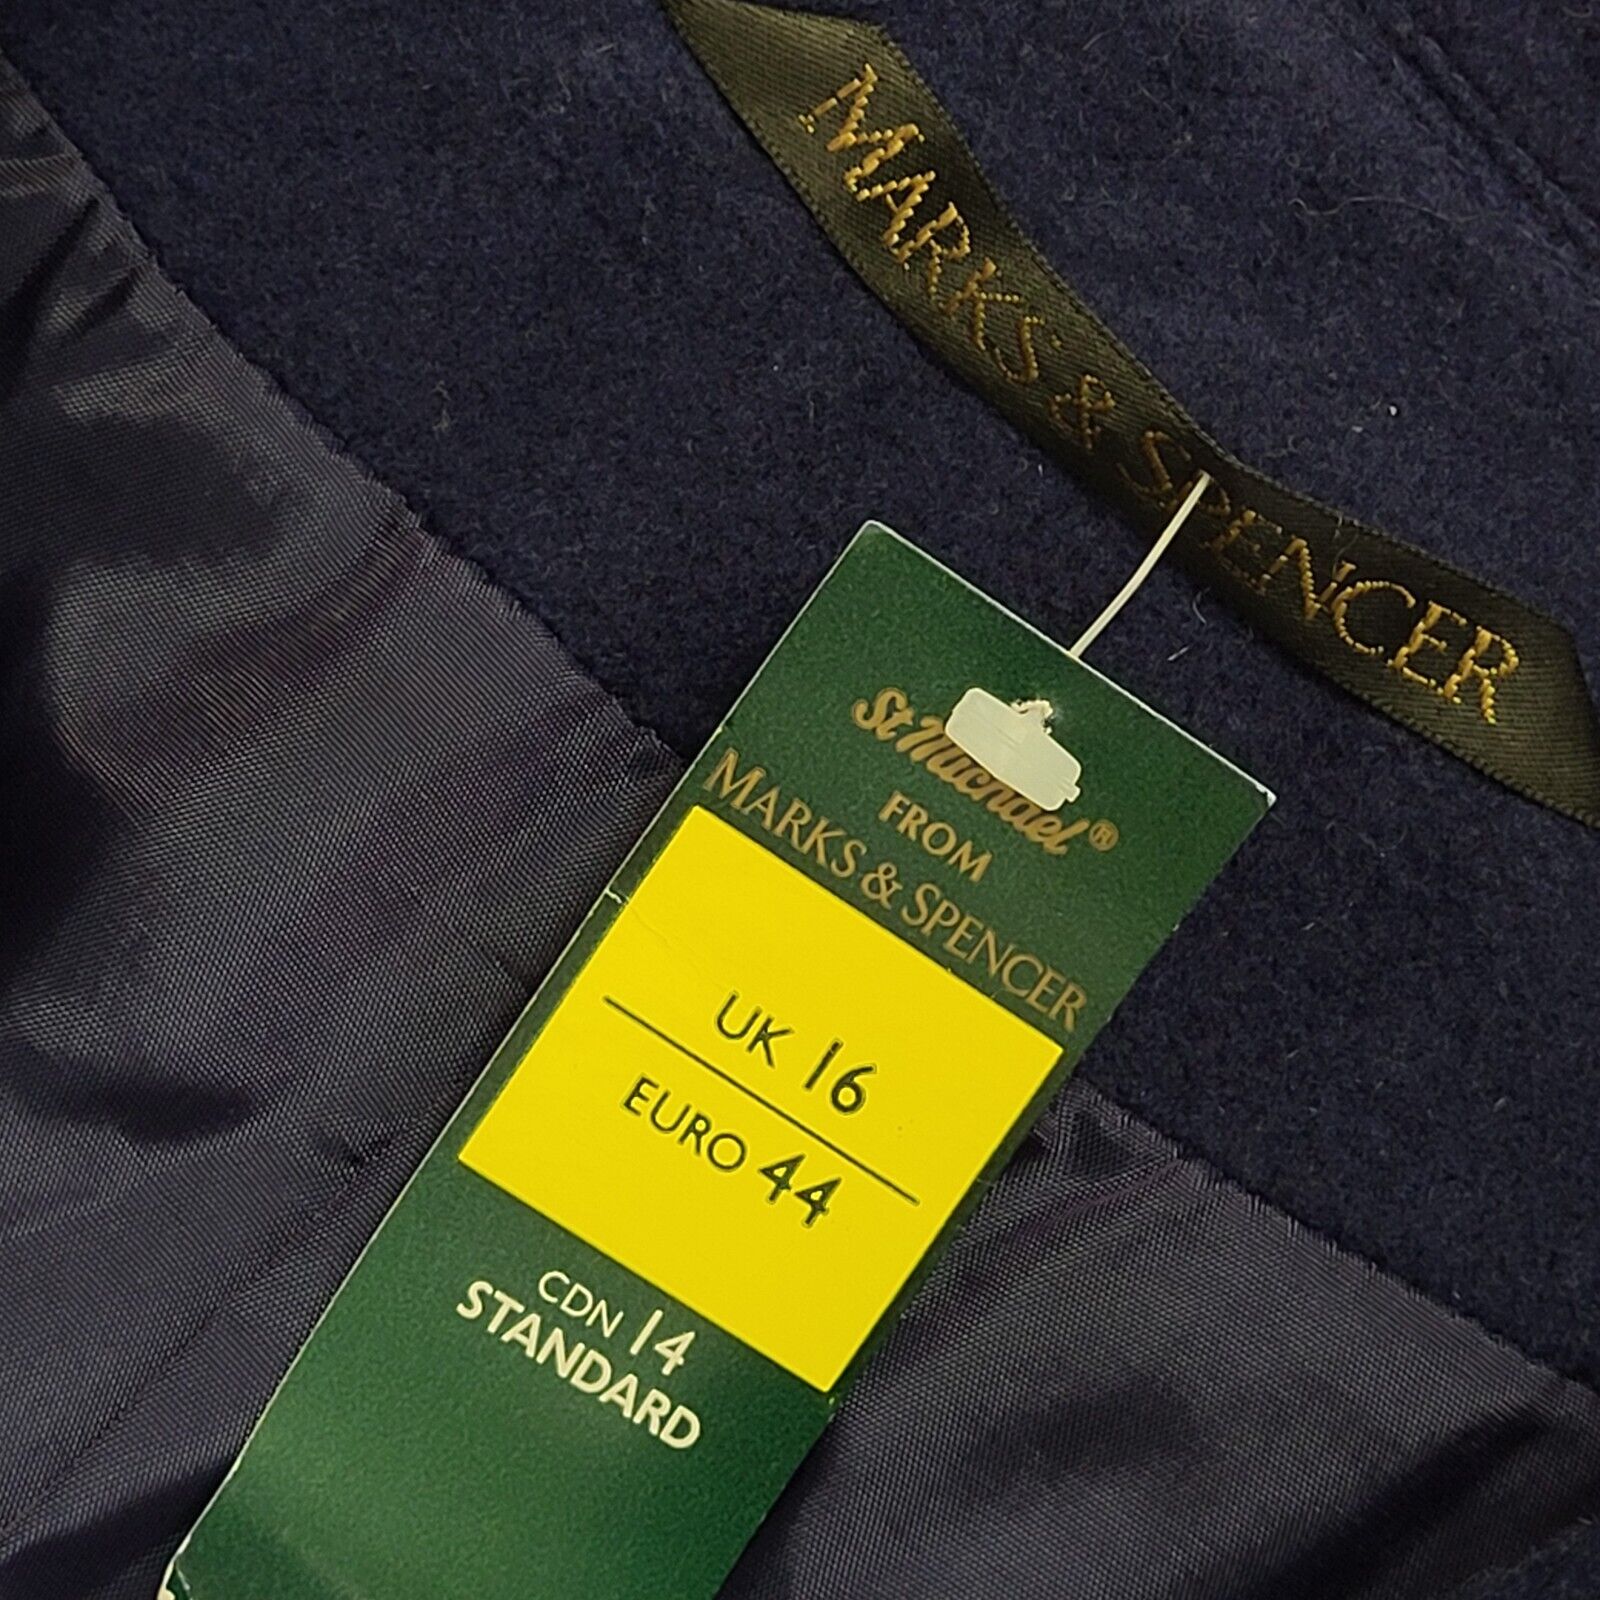 MARKS & SPENCER
St Michael®
FROM
MARKS & SPENCER
UK 16
EURO 44
CDN 14
STANDARD